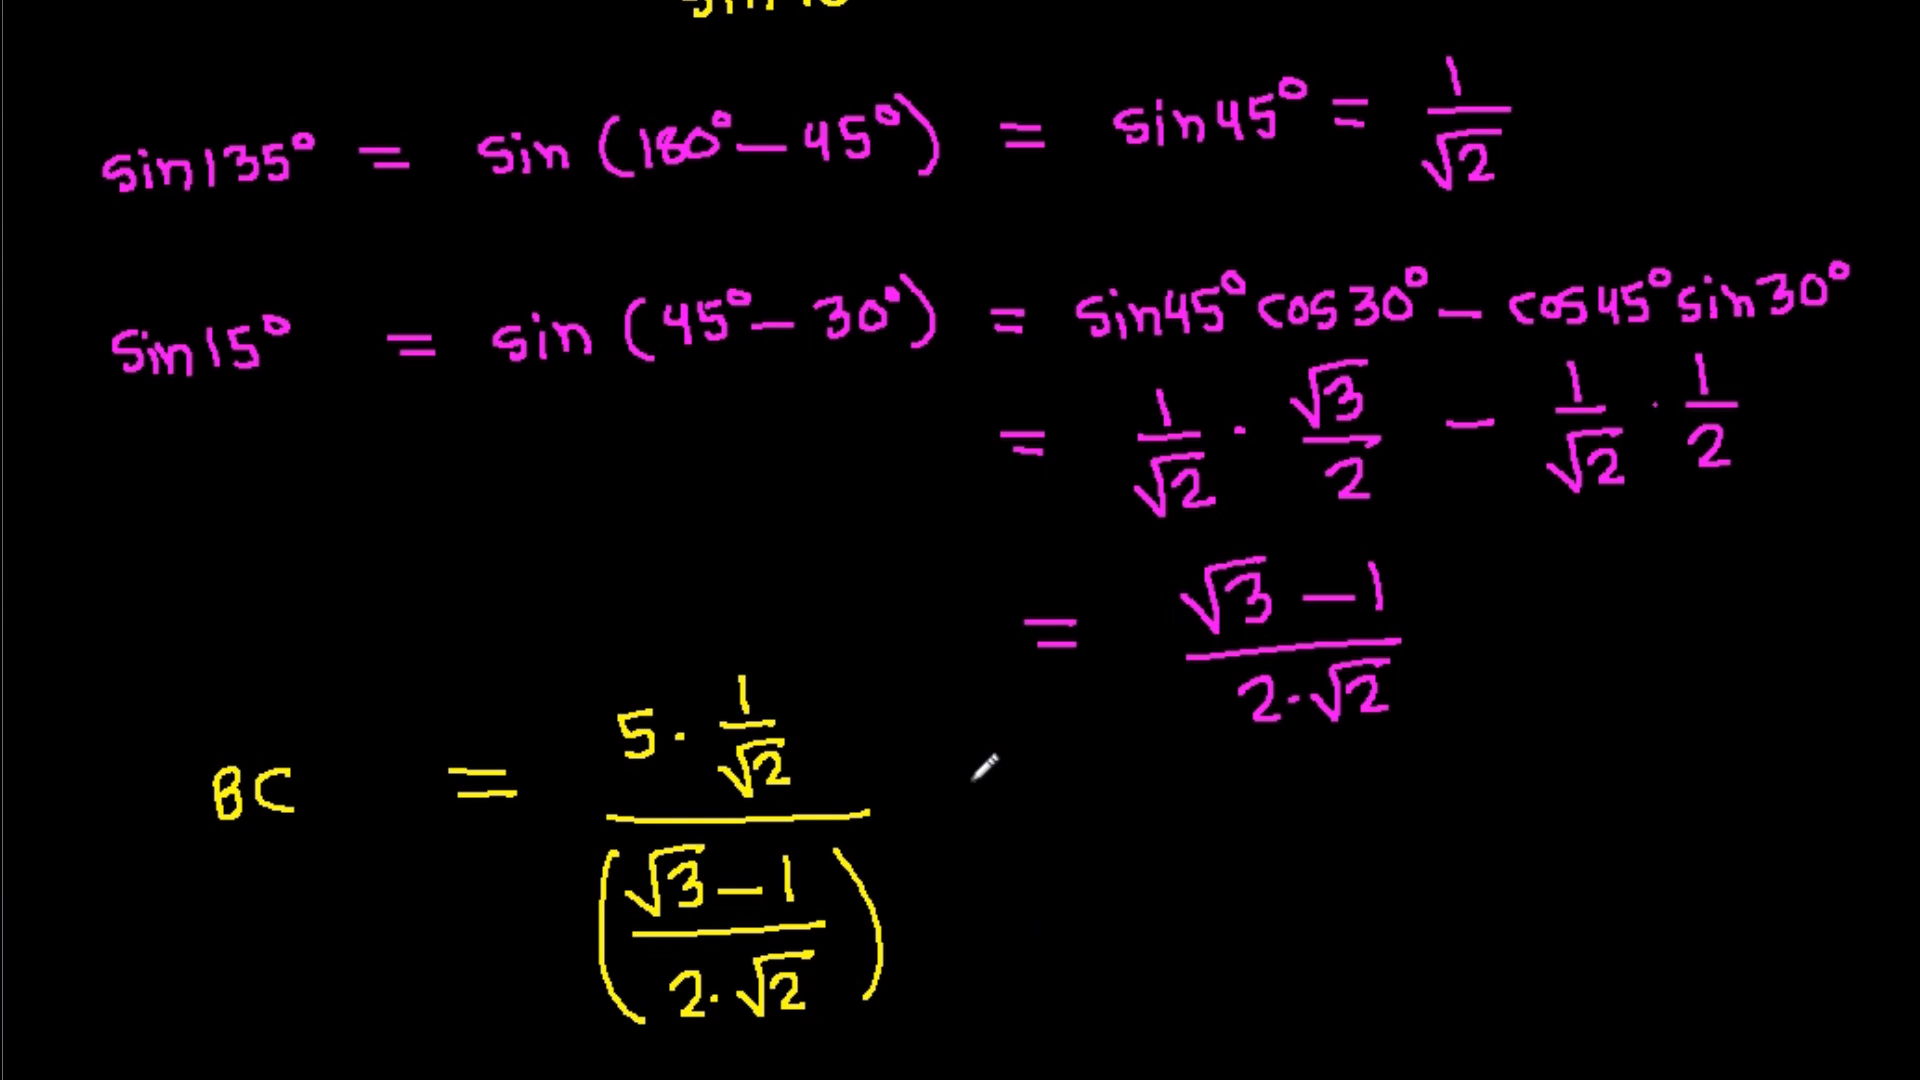 sin135° = sin (180° − 45°) = sin45° = 1/√2
sin15° = sin (45° − 30°) = sin45° cos30° − cos45° sin30°
= 1/√2 · √3/2 − 1/√2 · 1/2
= (√3 − 1)/(2·√2)
BC = (5 · 1/√2)/((√3 − 1)/(2·√2))